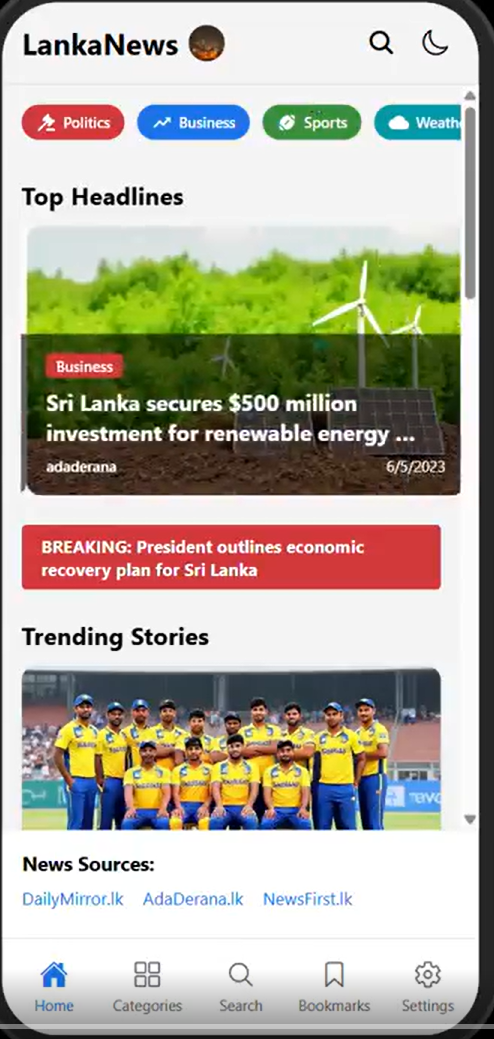 LankaNews
Politics
Business
Sports
Weathe
Top Headlines
Business
Sri Lanka secures $500 million
investment for renewable energy ...
adaderana
6/5/2023
BREAKING: President outlines economic
recovery plan for Sri Lanka
Trending Stories
News Sources:
DailyMirror.lk
AdaDerana.lk
NewsFirst.lk
Home
Categories
Search
Bookmarks
Settings